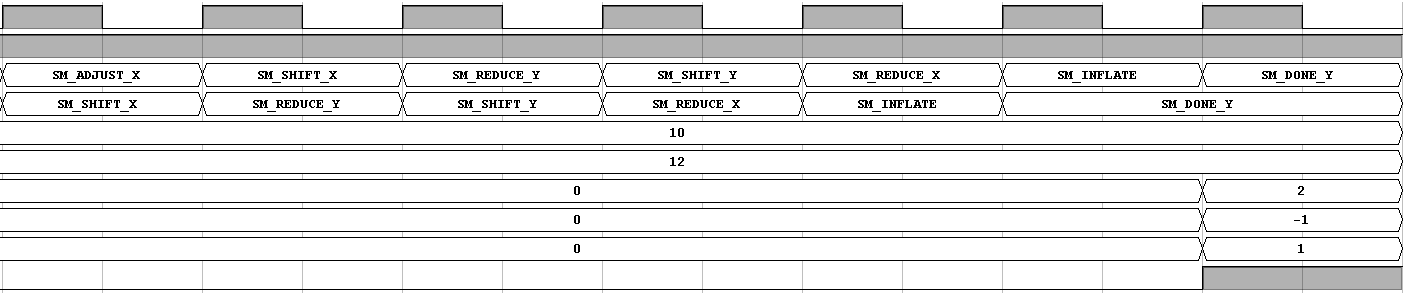 SM_ADJUST_X SM_SHIFT_X SM_REDUCE_Y SM_SHIFT_Y SM_REDUCE_X SM_INFLATE SM_DONE_Y
SM_SHIFT_X SM_REDUCE_Y SM_SHIFT_Y SM_REDUCE_X SM_INFLATE SM_DONE_Y
10
12
0 2
0 -1
0 1